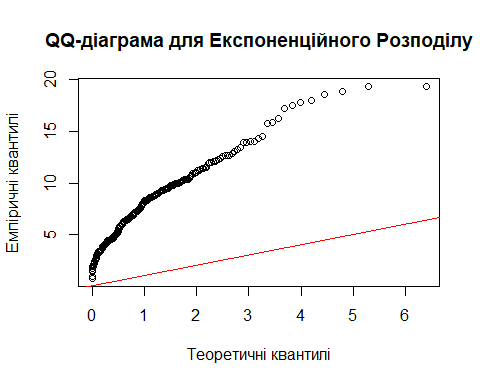 QQ-діаграма для Експоненційного Розподілу
Емпіричні квантилі
20
15
10
5
0 1 2 3 4 5 6
Теоретичні квантилі